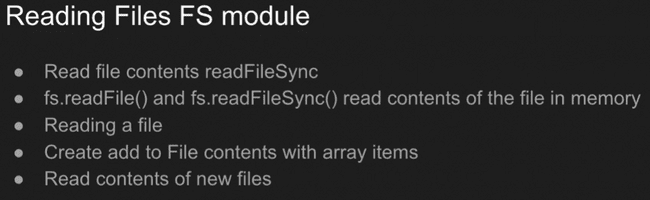 Reading Files FS module
● Read file contents readFileSync
● fs.readFile() and fs.readFileSync() read contents of the file in memory
● Reading a file
● Create add to File contents with array items
● Read contents of new files